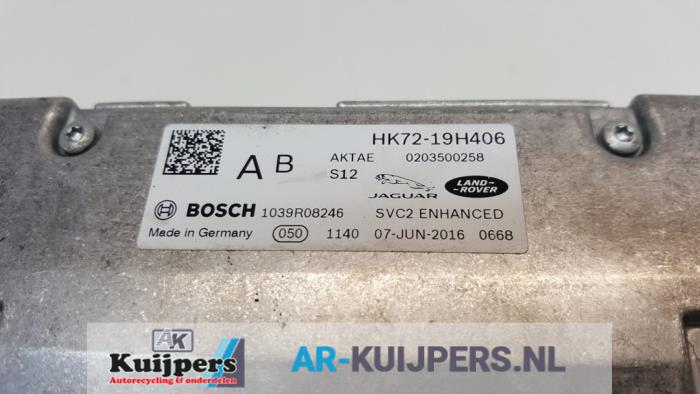 HK72-19H406
A B AKTAE 0203500258
S12 JAGUAR LAND-ROVER
BOSCH 1039R08246 SVC2 ENHANCED
Made in Germany 050 1140 07-JUN-2016 0668
AK
Kuijpers
Autorecycling & onderdelen
AR-KUIJPERS.NL